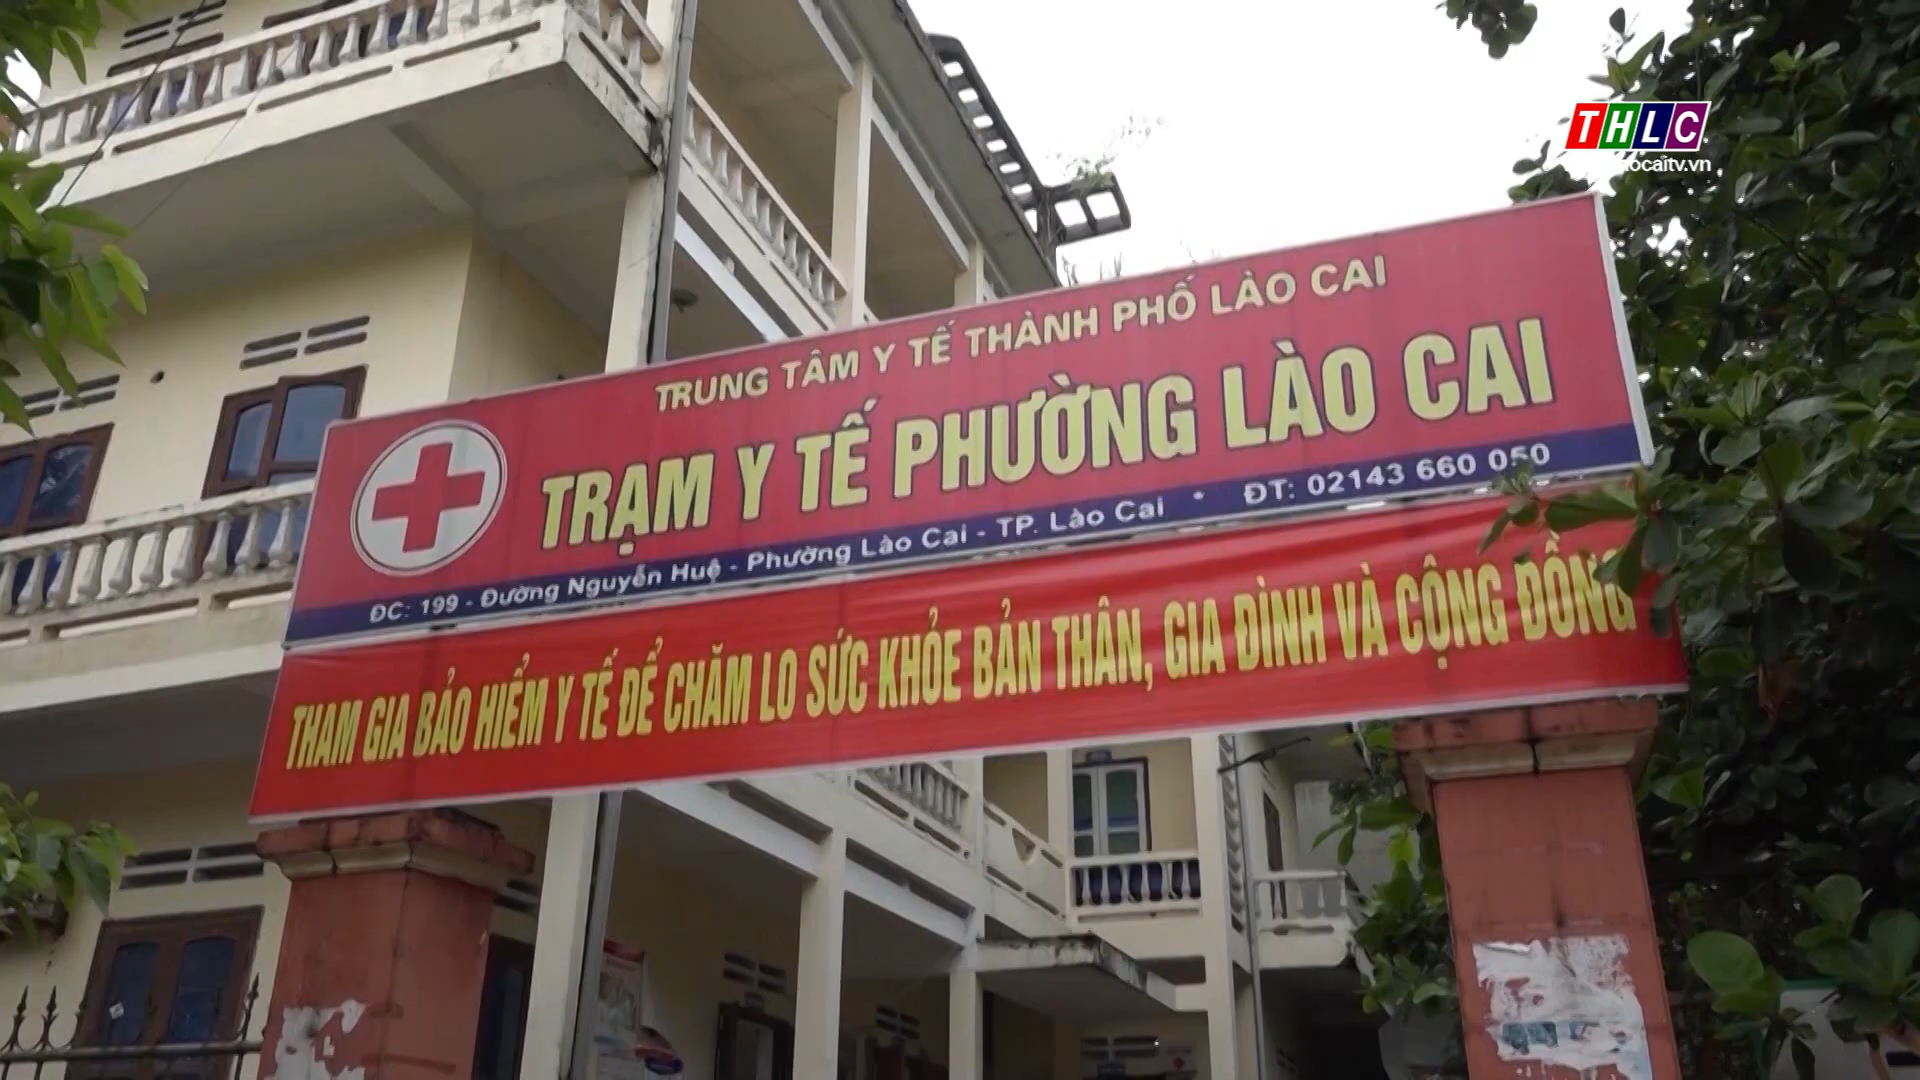 THLC
ocaitv.vn
TRUNG TÂM Y TẾ THÀNH PHỐ LÀO CAI
TRẠM Y TẾ PHƯỜNG LÀO CAI
ĐC: 199 - Đường Nguyễn Huệ - Phường Lào Cai - TP. Lào Cai * ĐT: 02143 660 050
THAM GIA BẢO HIỂM Y TẾ ĐỂ CHĂM LO SỨC KHỎE BẢN THÂN, GIA ĐÌNH VÀ CỘNG ĐỒNG